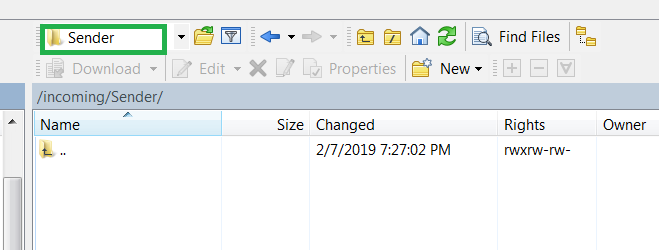 Sender Find Files
Download Edit Properties New
/incoming/Sender/
Name Size Changed Rights Owner
.. 2/7/2019 7:27:02 PM rwxrw-rw-